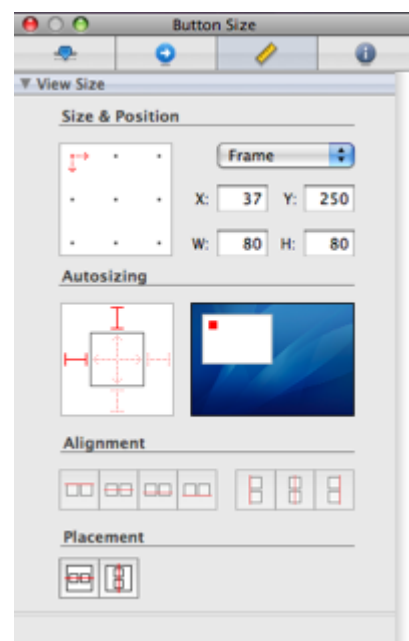 Button Size
View Size
Size & Position
Frame
X: 37 Y: 250
W: 80 H: 80
Autosizing
Alignment
Placement